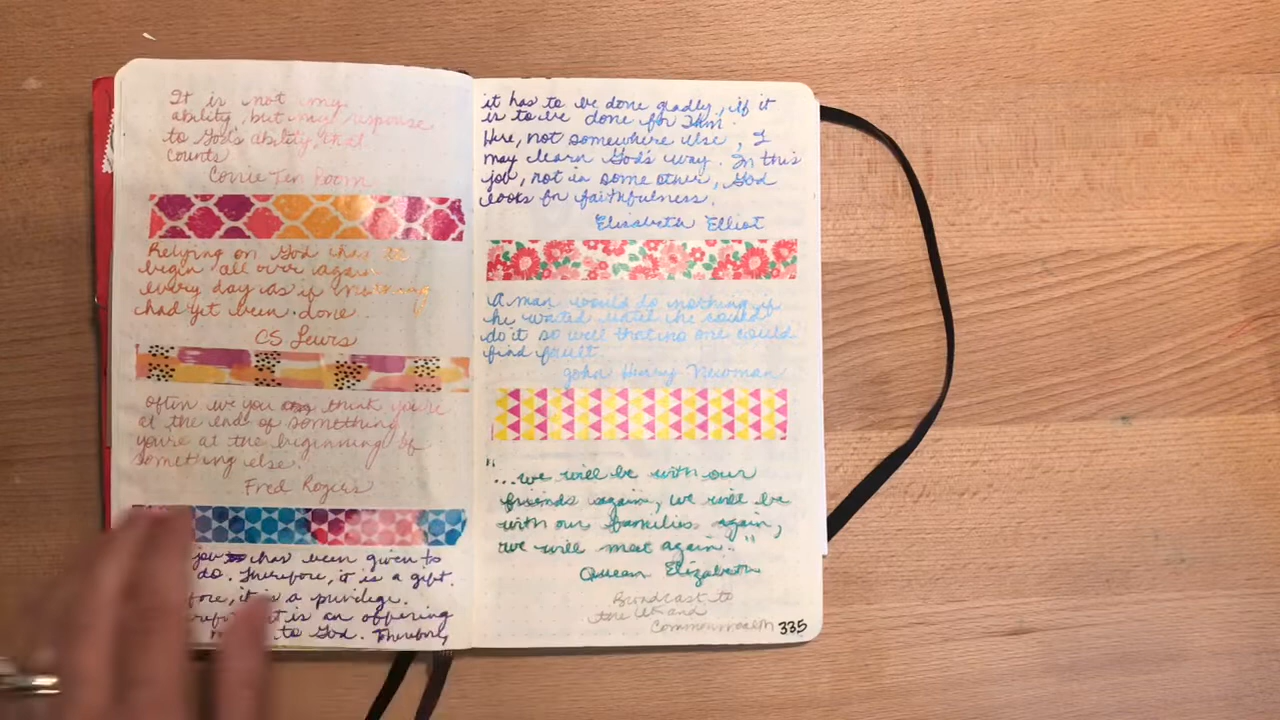 It is not my
ability, but my response
to God's ability, that
counts
Corrie Ten Boom
Relying on God has to
begin all over again
every day as if nothing
had yet been done.
CS Lewis
often we you think you're
at the end of something
you're at the beginning of
something else.
Fred Rogers
job has been given to
do. Therefore, it is a gift.
fore, it is a privilege.
it is an offering
to God. Therefore,
it has to be done gladly, if it
is to be done for Him.
Here, not somewhere else, I
may learn God's way. In this
job, not in some other, God
looks for faithfulness.
Elisabeth Elliot
A man would do nothing if
he waited until he could
do it so well that no one could
find fault.
John Henry Newman
"...we will be with our
friends again, we will be
with our families again,
we will meet again."
Queen Elizabeth
Broadcast to
the UK and
Commonwealth
335